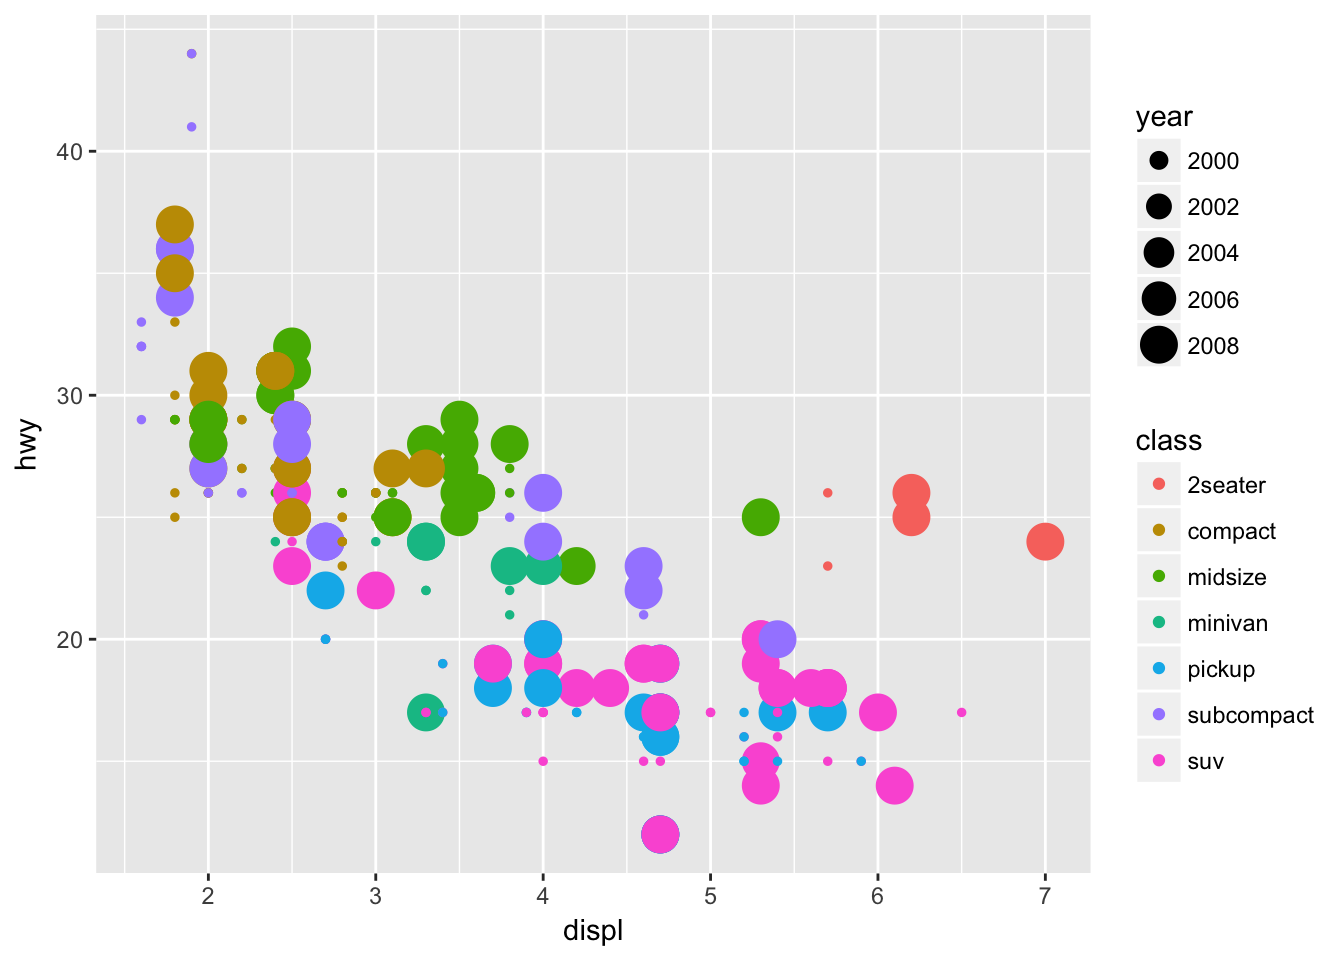 40
30
20
hwy
2
3
4
5
6
7
displ
year
2000
2002
2004
2006
2008
class
2seater
compact
midsize
minivan
pickup
subcompact
suv